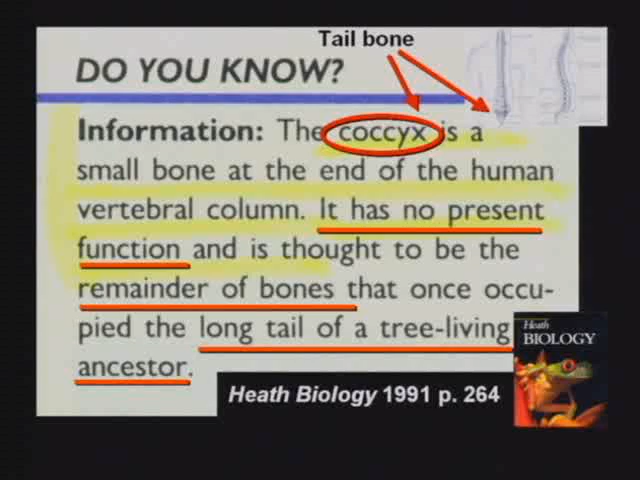 Tail bone
DO YOU KNOW?
Information: The coccyx is a
small bone at the end of the human
vertebral column. It has no present
function and is thought to be the
remainder of bones that once occu-
pied the long tail of a tree-living
ancestor.
Heath Biology 1991 p. 264
Heath
BIOLOGY